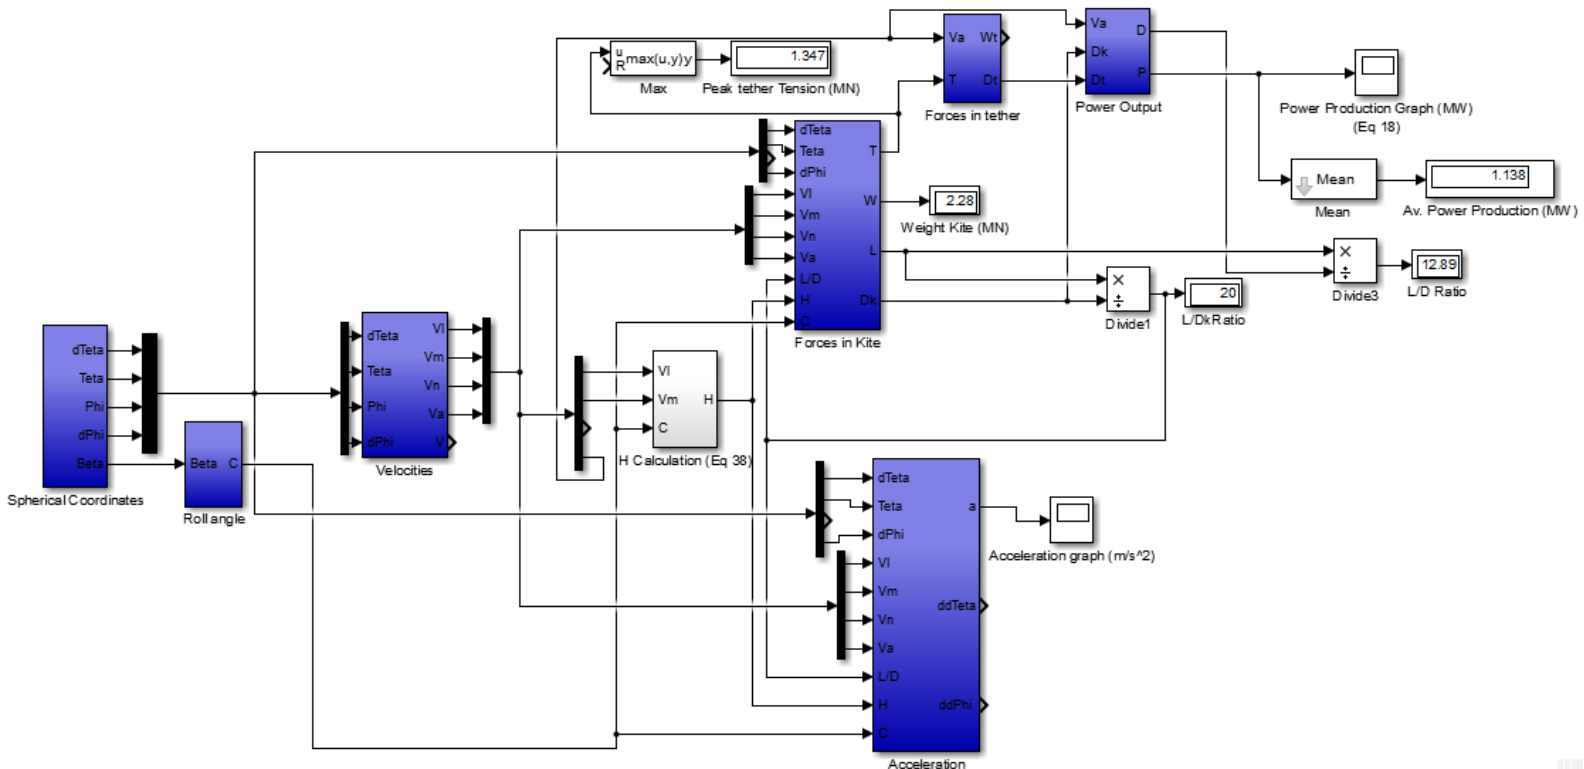 Va
Wt
T
Dt
Forces in tether
Va
Dk
Dt
D
P
Power Output
u
R
max(u,y)
y
Max
1.347
Peak tether Tension (MN)
Power Production Graph (MW)
(Eq 18)
Mean
Mean
1.138
Av. Power Production (MW)
dTeta
Teta
dPhi
Vl
Vm
Vn
Va
L/D
H
C
T
W
L
Dk
Forces in Kite
2.28
Weight Kite (MN)
×
÷
Divide1
20
L/DkRatio
×
÷
Divide3
12.89
L/D Ratio
dTeta
Teta
Phi
dPhi
Beta
Spherical Coordinates
Beta
C
Roll angle
dTeta
Teta
Phi
dPhi
Vl
Vm
Vn
Va
V
Velocities
Vl
Vm
C
H
H Calculation (Eq 38)
dTeta
Teta
dPhi
Vl
Vm
Vn
Va
L/D
H
C
a
ddTeta
ddPhi
Acceleration
Acceleration graph (m/s^2)